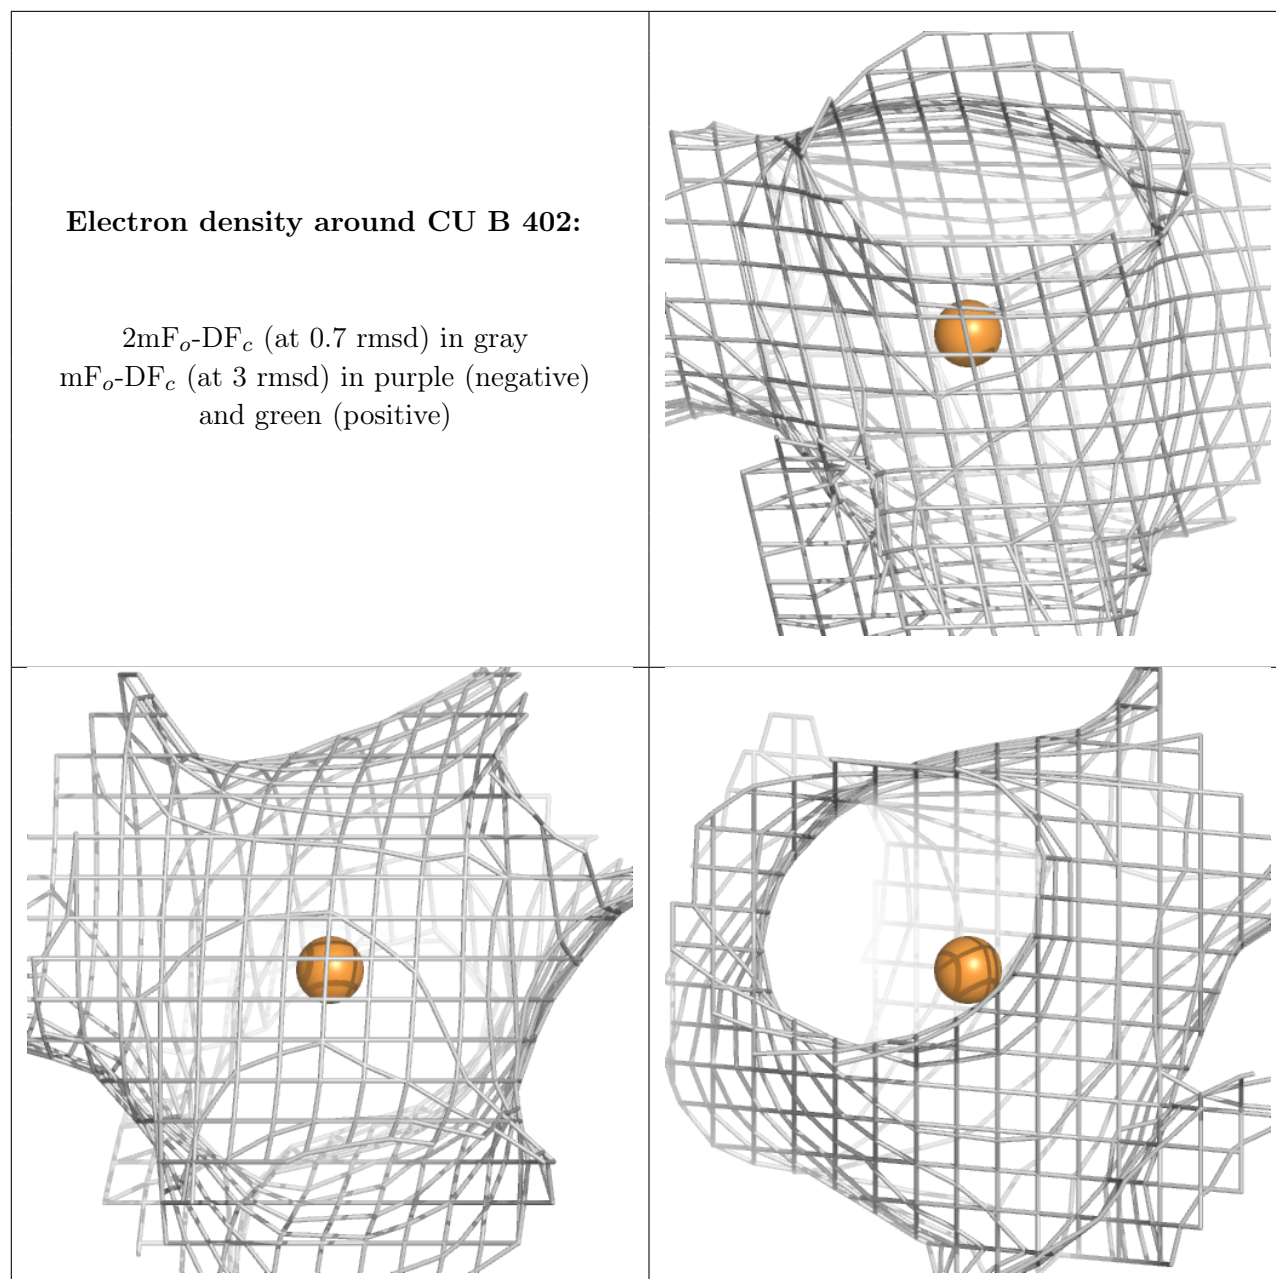 Electron density around CU B 402:
2mFₒ-DF𝒸 (at 0.7 rmsd) in gray
mFₒ-DF𝒸 (at 3 rmsd) in purple (negative)
and green (positive)